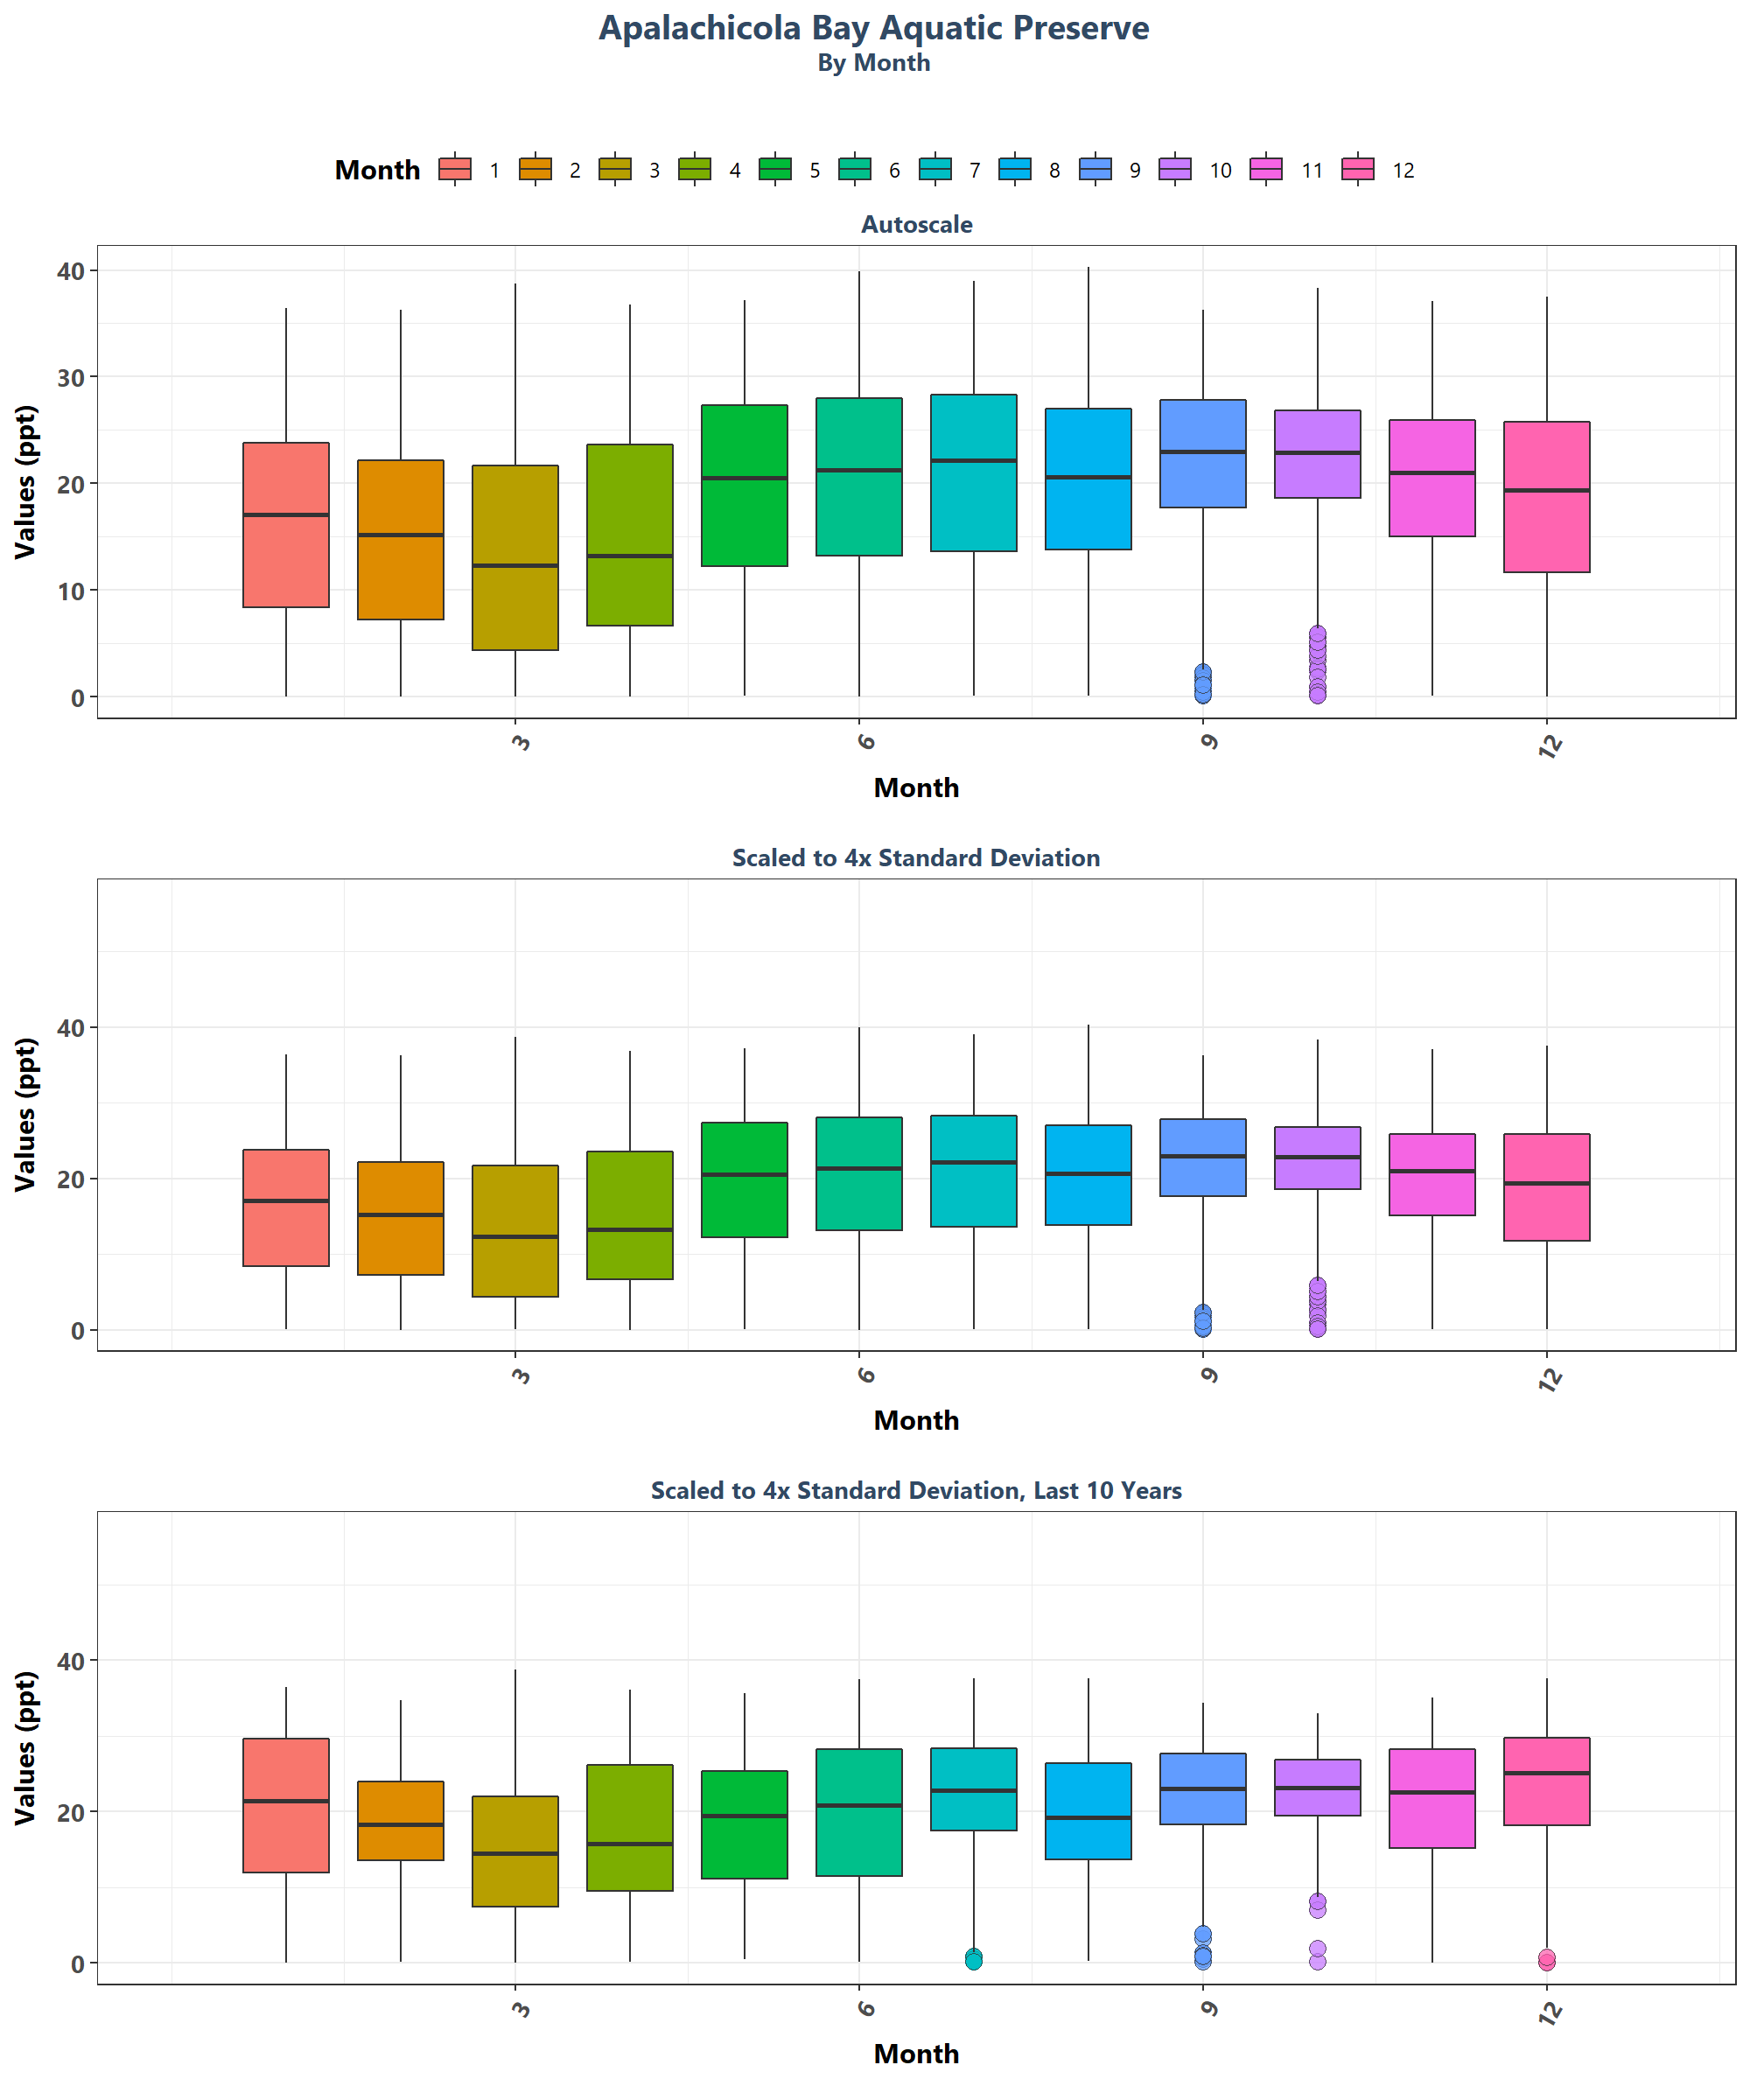 Apalachicola Bay Aquatic Preserve
By Month
Month 1 2 3 4 5 6 7 8 9 10 11 12
Autoscale
Values (ppt)
40
30
20
10
0
3 6 9 12
Month
Scaled to 4x Standard Deviation
Values (ppt)
40
20
0
3 6 9 12
Month
Scaled to 4x Standard Deviation, Last 10 Years
Values (ppt)
40
20
0
3 6 9 12
Month